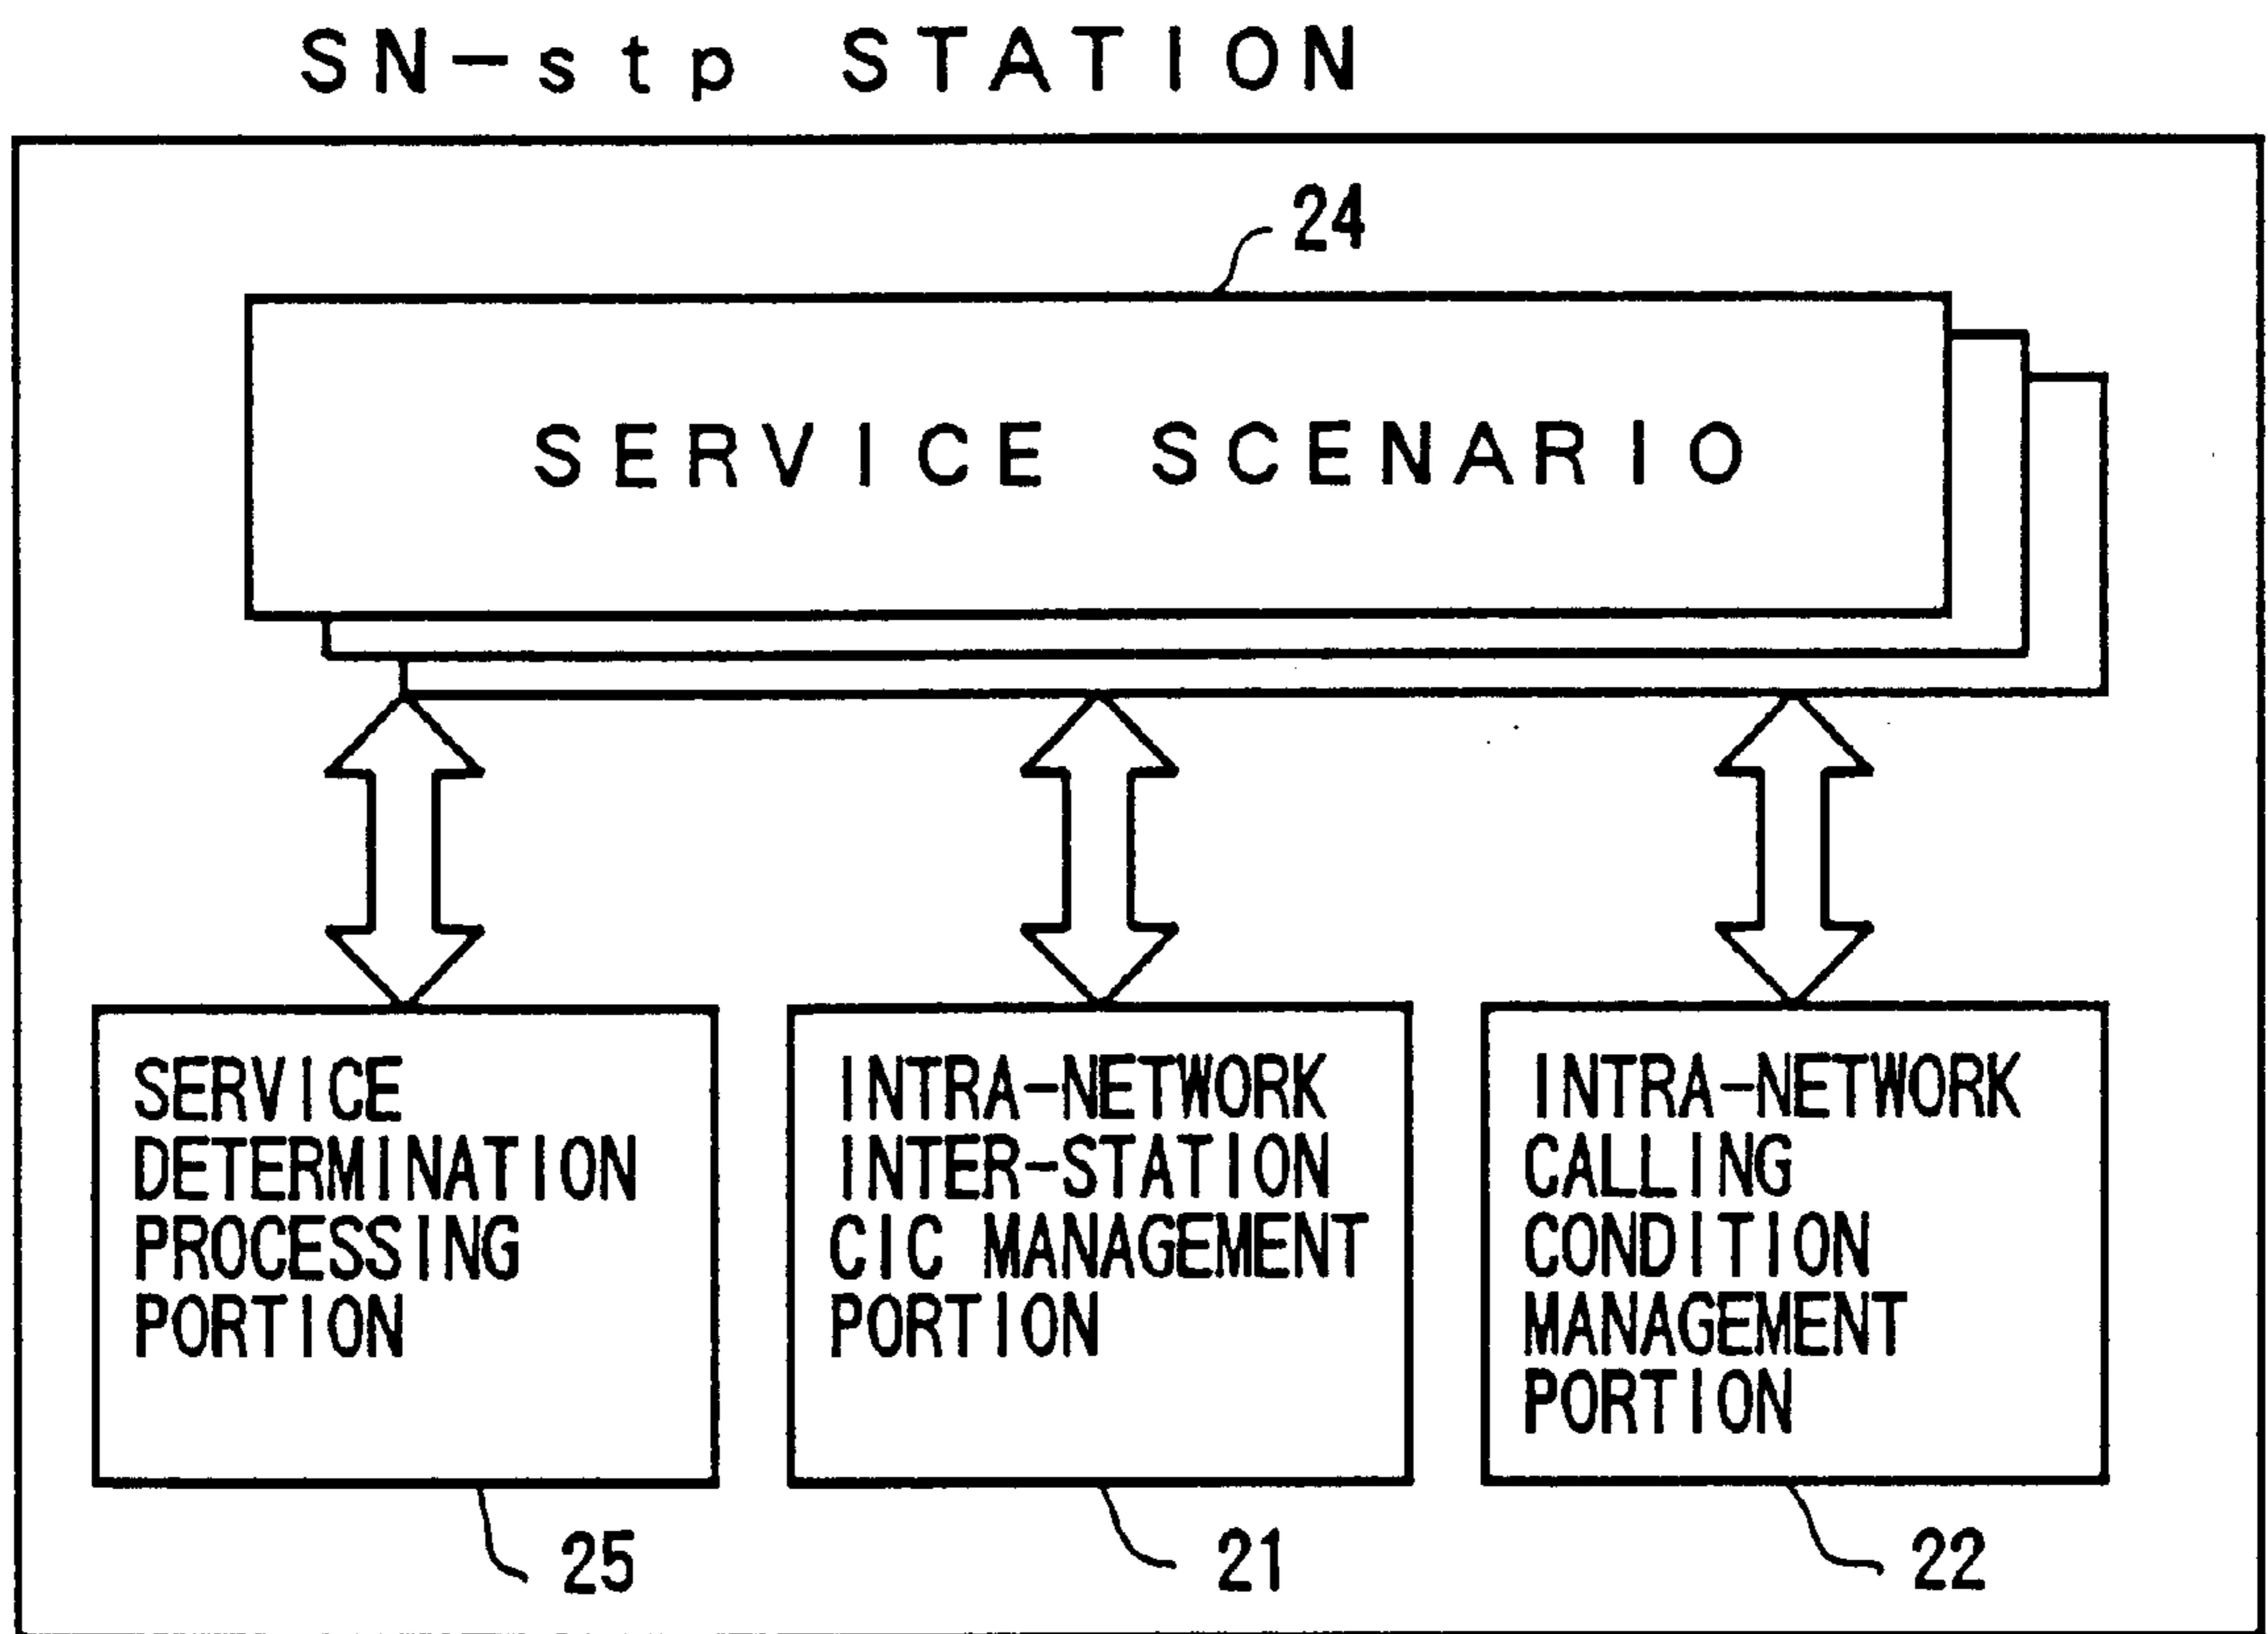 SN-stp STATION
24
SERVICE SCENARIO
SERVICE
DETERMINATION
PROCESSING
PORTION
INTRA-NETWORK
INTER-STATION
CIC MANAGEMENT
PORTION
INTRA-NETWORK
CALLING
CONDITION
MANAGEMENT
PORTION
25
21
22